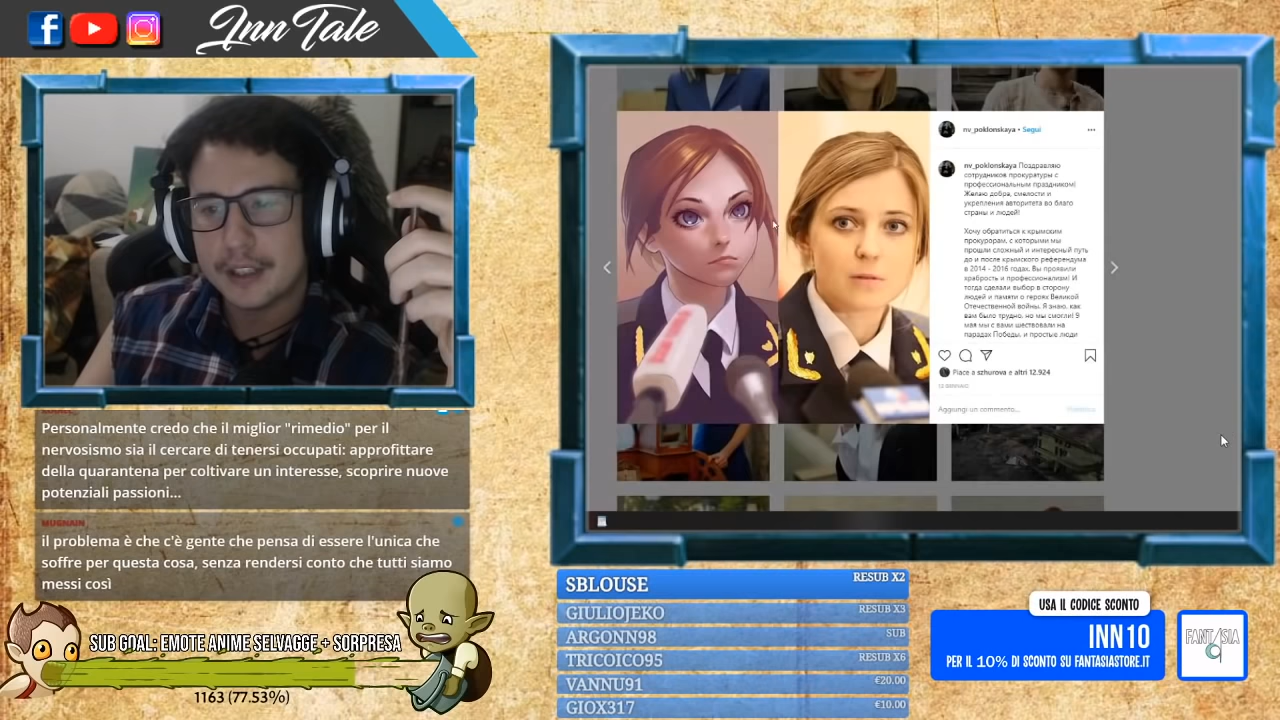 Inn Tale
nv_poklonskaya • Segui
nv_poklonskaya Поздравляю
сотрудников прокуратуры с
профессиональным праздником!
Желаю добра, смелости и
укрепления авторитета во благо
страны и людей!
Хочу обратиться к крымским
прокурорам, с которыми мы
прошли сложный и интересный путь
до и после крымского референдума
в 2014 - 2016 годах. Вы проявили
храбрость и профессионализм! И
тогда сделали выбор в сторону
людей и памяти о героях Великой
Отечественной войны. Я знаю, как
вам было трудно, но мы смогли! 9
мая мы с вами шествовали на
парадах Победы, и простые люди
Piace a szhurova e altri 12.924
12 GENNAIO
Aggiungi un commento...
Personalmente credo che il miglior "rimedio" per il
nervosismo sia il cercare di tenersi occupati: approfittare
della quarantena per coltivare un interesse, scoprire nuove
potenziali passioni...
MUGNAIN
il problema è che c'è gente che pensa di essere l'unica che
soffre per questa cosa, senza rendersi conto che tutti siamo
messi così
SUB GOAL: EMOTE ANIME SELVAGGE + SORPRESA
1163 (77.53%)
SBLOUSE RESUB X2
GIULIOJEKO RESUB X3
ARGONN98 SUB
TRICOICO95 RESUB X6
VANNU91 €20.00
GIOX317 €10.00
USA IL CODICE SCONTO
INN10
PER IL 10% DI SCONTO SU FANTASIASTORE.IT
FANTASIA